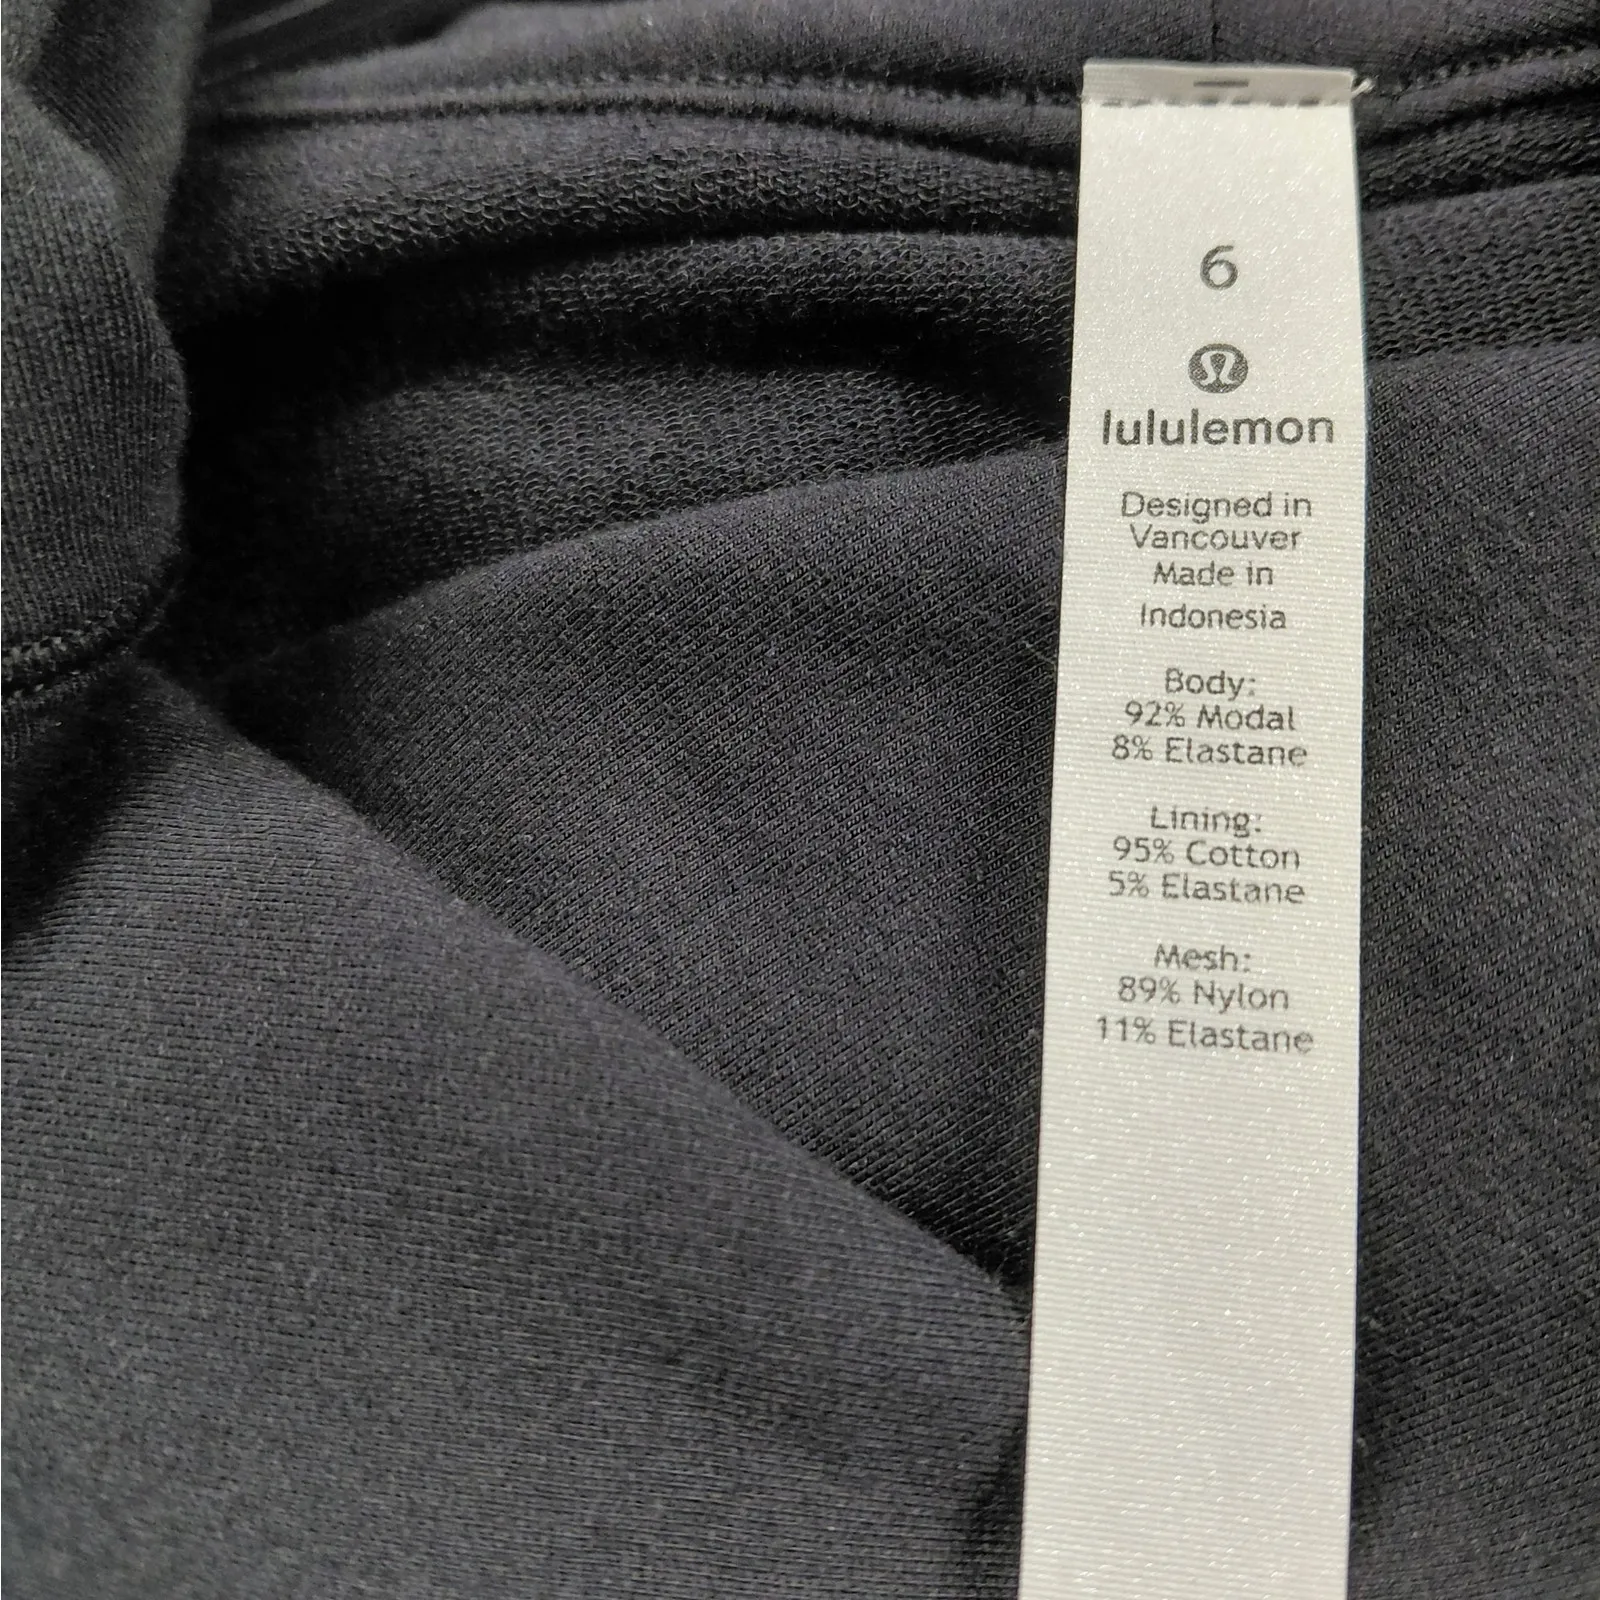 6
lululemon
Designed in
Vancouver
Made in
Indonesia
Body:
92% Modal
8% Elastane
Lining:
95% Cotton
5% Elastane
Mesh:
89% Nylon
11% Elastane